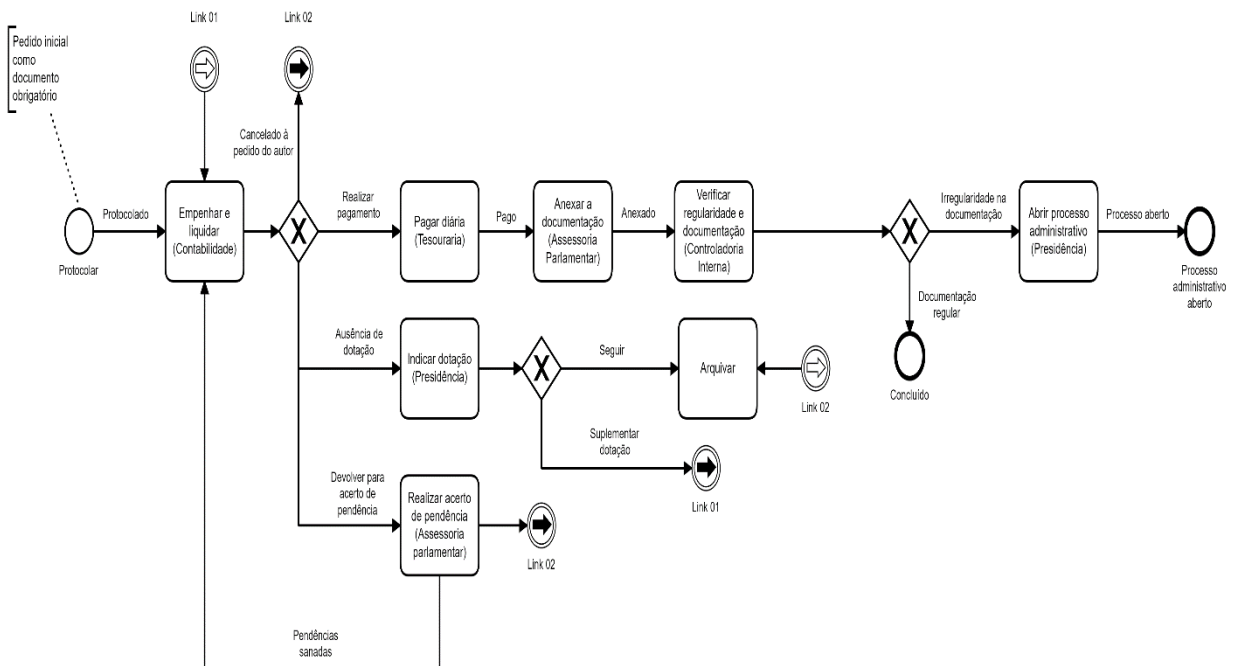 Link 01
Link 02
Pedido inicial
como
documento
obrigatório
Cancelado à
pedido do autor
Protocolado
Protocolar
Empenhar e
liquidar
(Contabilidade)
Realizar
pagamento
Pagar diária
(Tesouraria)
Pago
Anexar a
documentação
(Assessoria
Parlamentar)
Anexado
Verificar
regularidade e
documentação
(Controladoria
Interna)
Irregularidade na
documentação
Abrir processo
administrativo
(Presidência)
Processo aberto
Processo
administrativo
aberto
Documentação
regular
Concluído
Ausência de
dotação
Indicar dotação
(Presidência)
Seguir
Arquivar
Link 02
Suplementar
dotação
Link 01
Devolver para
acerto de
pendência
Realizar acerto
de pendência
(Assessoria
parlamentar)
Link 02
Pendências
sanadas